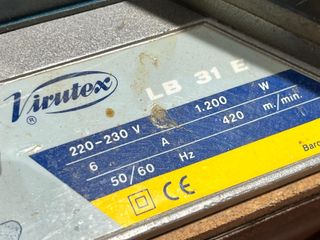 Virutex
®
LB 31 E
220-230 V 1.200 W
6 A 420 m./min.
50/60 Hz
CE
Barc